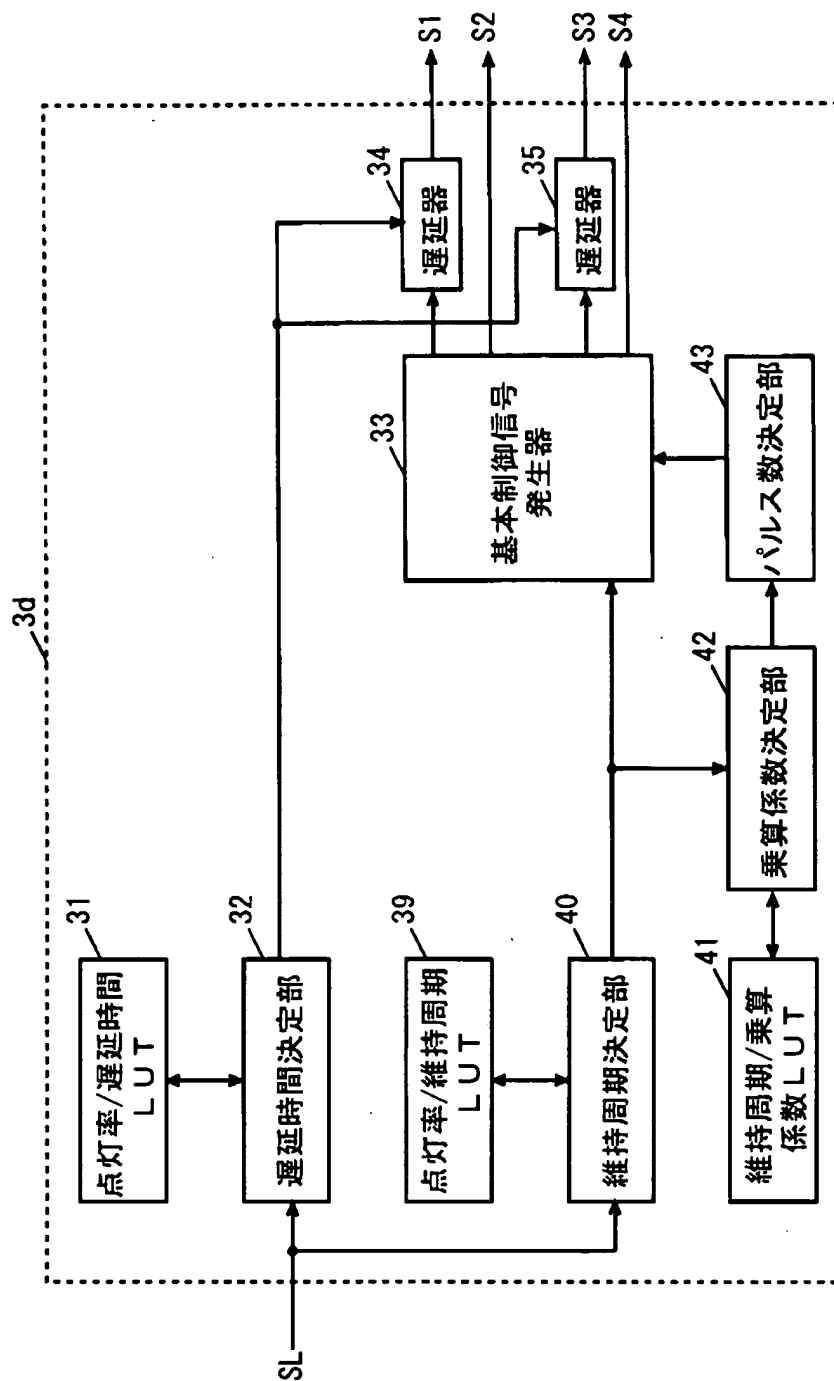 3d
31
点灯率/遅延時間
LUT
32
遅延時間決定部
39
点灯率/維持周期
LUT
40
維持周期決定部
41
維持周期/乗算
係数LUT
42
乗算係数決定部
43
パルス数決定部
33
基本制御信号
発生器
34
遅延器
35
遅延器
SL
S1
S2
S3
S4